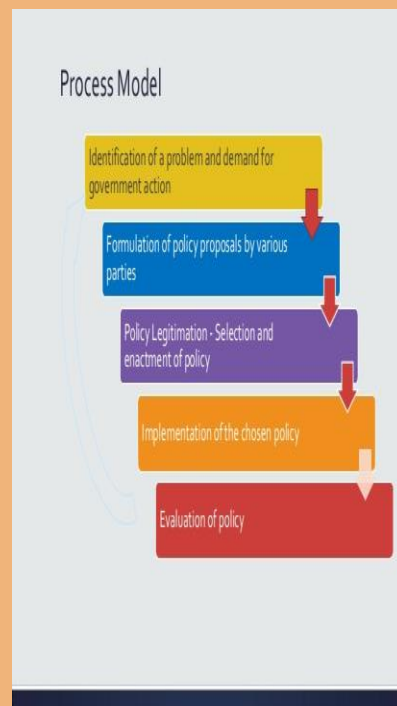 Process Model
Identification of a problem and demand for
government action
Formulation of policy proposals by various
parties
Policy Legitimation - Selection and
enactment of policy
Implementation of the chosen policy
Evaluation of policy